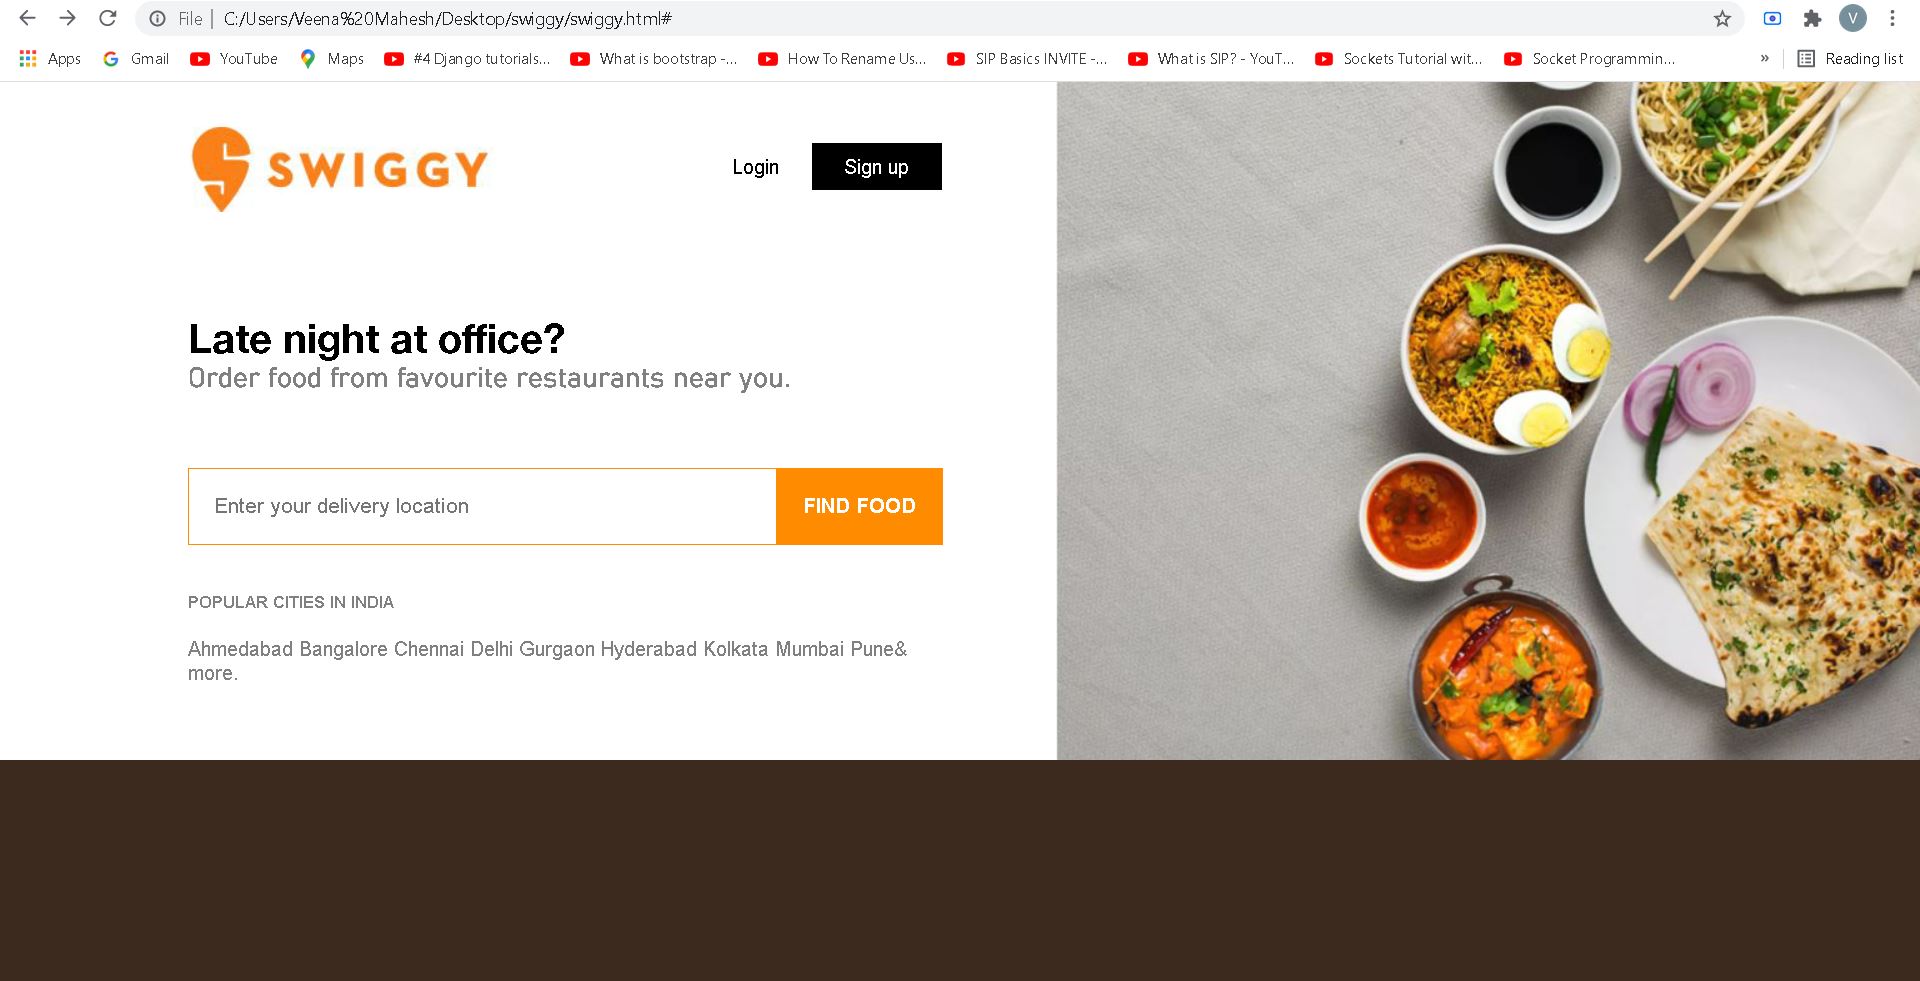 File | C:/Users/Veena%20Mahesh/Desktop/swiggy/swiggy.html#
V
Apps Gmail YouTube Maps #4 Django tutorials... What is bootstrap -... How To Rename Us... SIP Basics INVITE -... What is SIP? - YouT... Sockets Tutorial wit... Socket Programmin... » Reading list
SWIGGY
Login Sign up
Late night at office?
Order food from favourite restaurants near you.
Enter your delivery location FIND FOOD
POPULAR CITIES IN INDIA
Ahmedabad Bangalore Chennai Delhi Gurgaon Hyderabad Kolkata Mumbai Pune&
more.